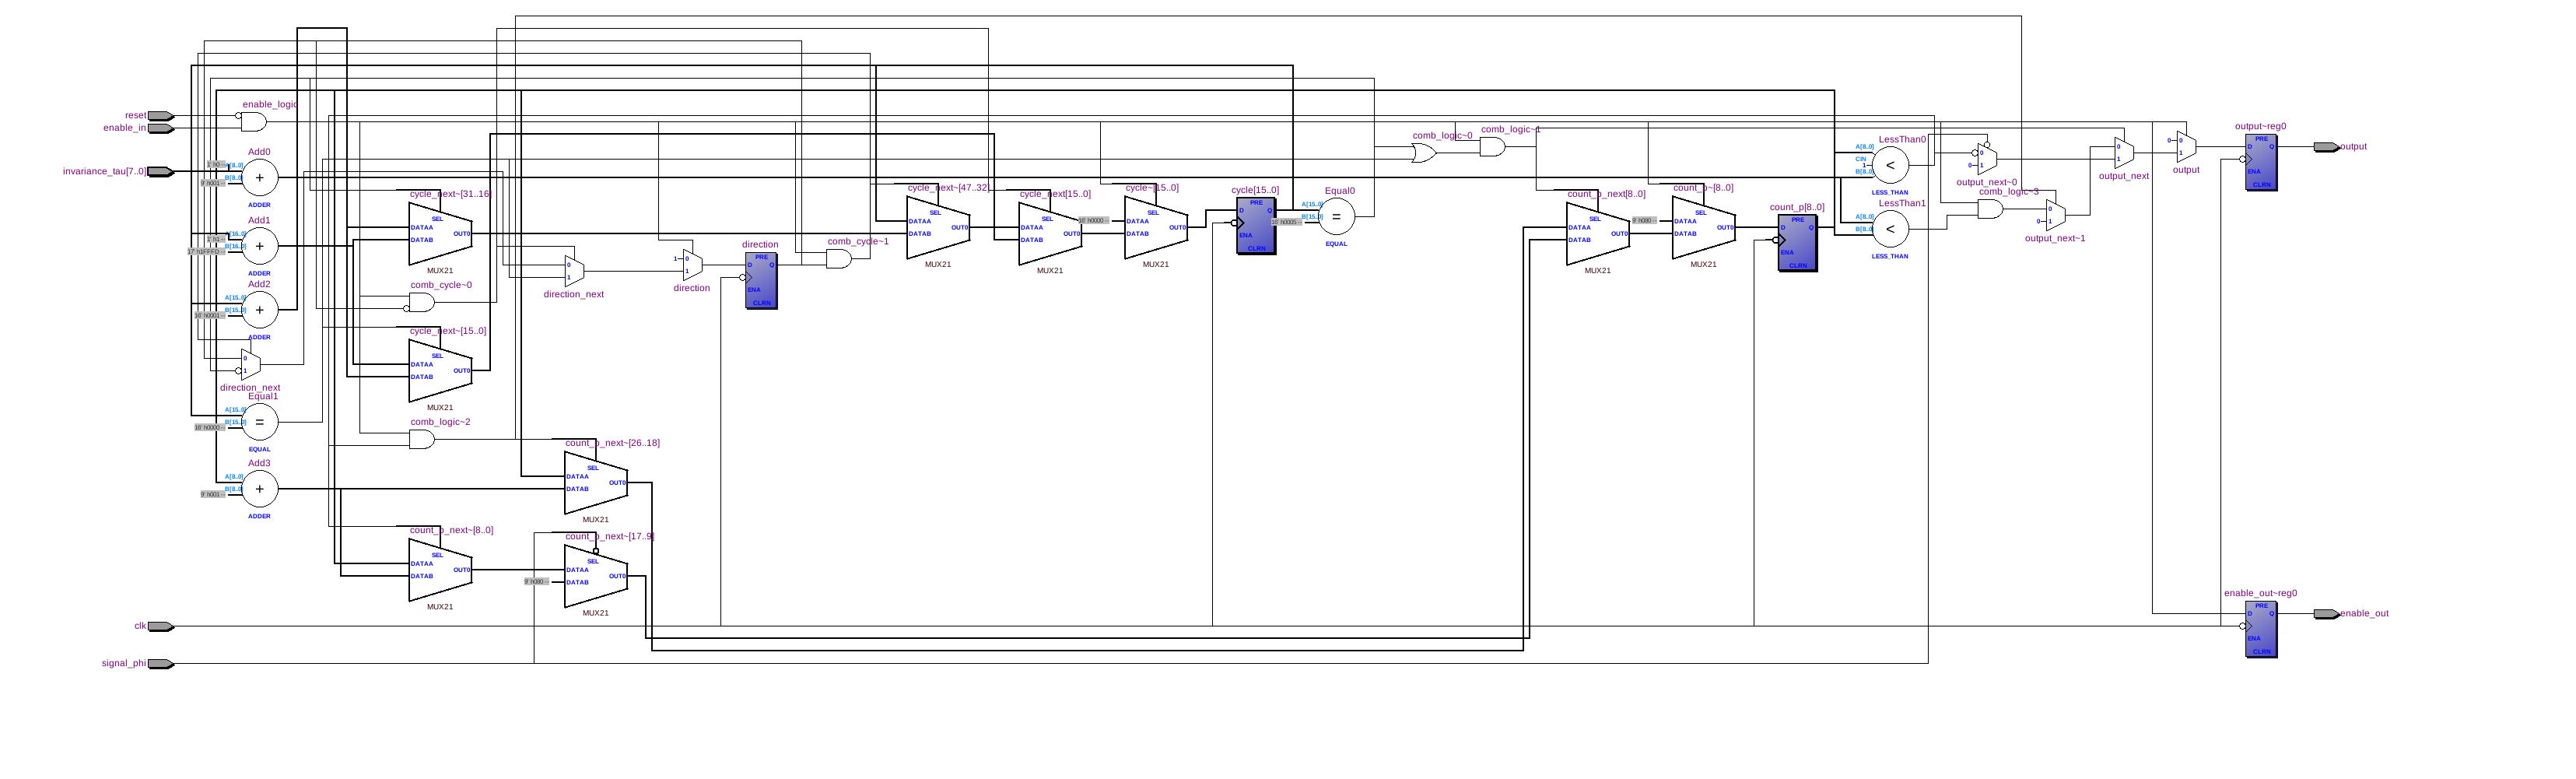 reset
enable_in
invariance_tau[7..0]
clk
signal_phi
enable_logic
Add0
A[8..0]
B[8..0]
9' h001--
+
ADDER
Add1
A[16..0]
B[16..0]
+
ADDER
Add2
A[15..0]
B[15..0]
16' h0001--
+
ADDER
0
1
direction_next
Equal1
A[15..0]
B[15..0]
16' h0000--
=
EQUAL
Add3
A[8..0]
B[8..0]
9' h001--
+
ADDER
cycle_next~[31..16]
SEL
DATAA
DATAB
OUT0
MUX21
comb_cycle~0
cycle_next~[15..0]
SEL
DATAA
DATAB
OUT0
MUX21
comb_logic~2
count_p_next~[8..0]
SEL
DATAA
DATAB
OUT0
MUX21
count_p_next~[26..18]
SEL
DATAA
DATAB
OUT0
MUX21
count_p_next~[17..9]
SEL
DATAA
9' h080--
DATAB
OUT0
MUX21
0
1
direction_next
1
0
1
direction
direction
PRE
D
Q
ENA
CLRN
comb_cycle~1
cycle_next~[47..32]
SEL
DATAA
DATAB
OUT0
MUX21
cycle_next[15..0]
SEL
DATAA
DATAB
OUT0
MUX21
cycle~[15..0]
SEL
16' h0000--
DATAA
DATAB
OUT0
MUX21
cycle[15..0]
PRE
D
Q
ENA
CLRN
Equal0
A[15..0]
B[15..0]
16' h0005--
=
EQUAL
comb_logic~0
comb_logic~1
count_p_next[8..0]
SEL
DATAA
DATAB
OUT0
MUX21
count_p~[8..0]
SEL
9' h080--
DATAA
DATAB
OUT0
MUX21
count_p[8..0]
PRE
D
Q
ENA
CLRN
LessThan0
A[8..0]
CIN
1
B[8..0]
<
LESS_THAN
LessThan1
A[8..0]
B[8..0]
<
LESS_THAN
0
0
1
output_next~0
comb_logic~3
0
0
1
output_next~1
0
1
output_next
0
0
1
output
output~reg0
PRE
D
Q
ENA
CLRN
output
enable_out~reg0
PRE
D
Q
ENA
CLRN
enable_out